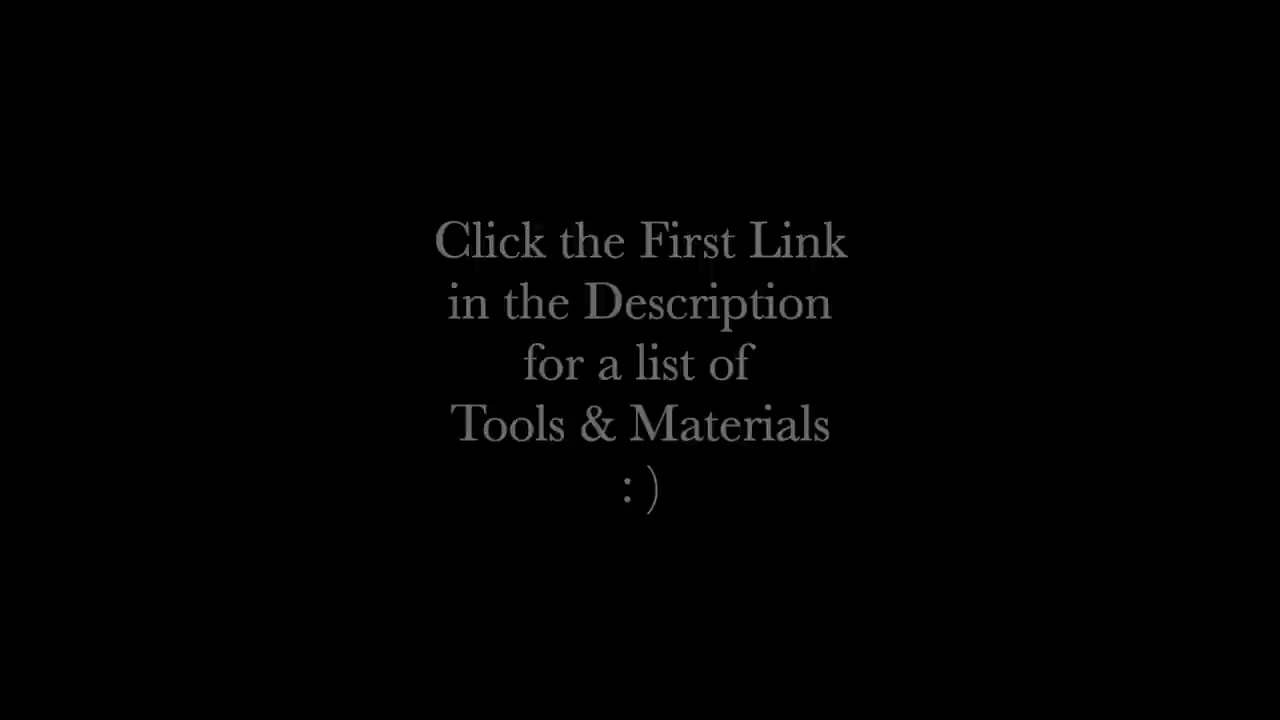 Click the First Link
in the Description
for a list of
Tools & Materials
: )